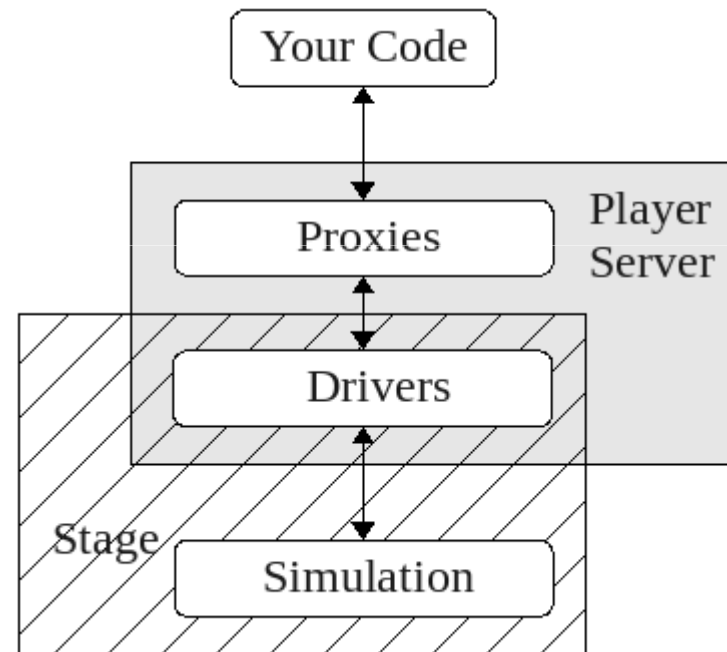 Your Code
Proxies
Player
Server
Drivers
Stage
Simulation